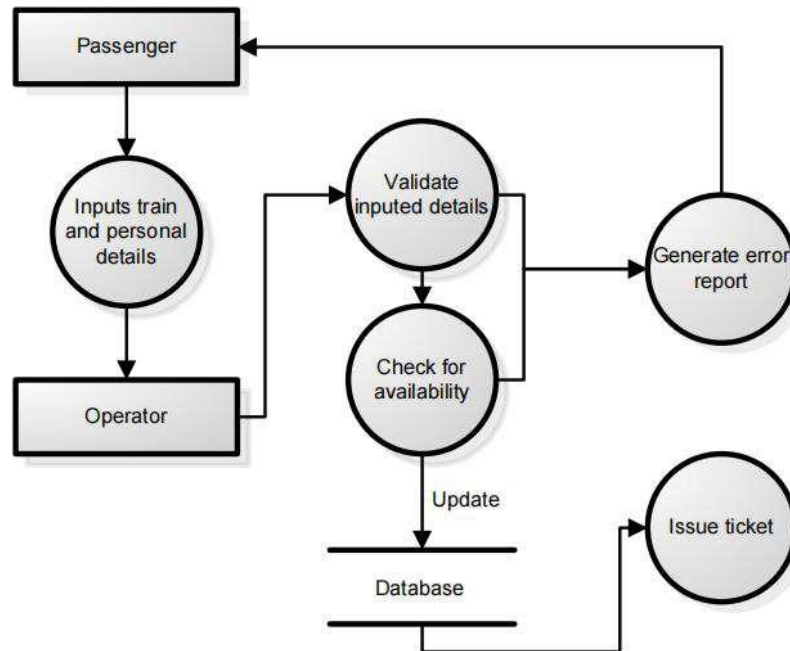 Passenger
Inputs train
and personal
details
Operator
Validate
inputed details
Check for
availability
Update
Database
Generate error
report
Issue ticket